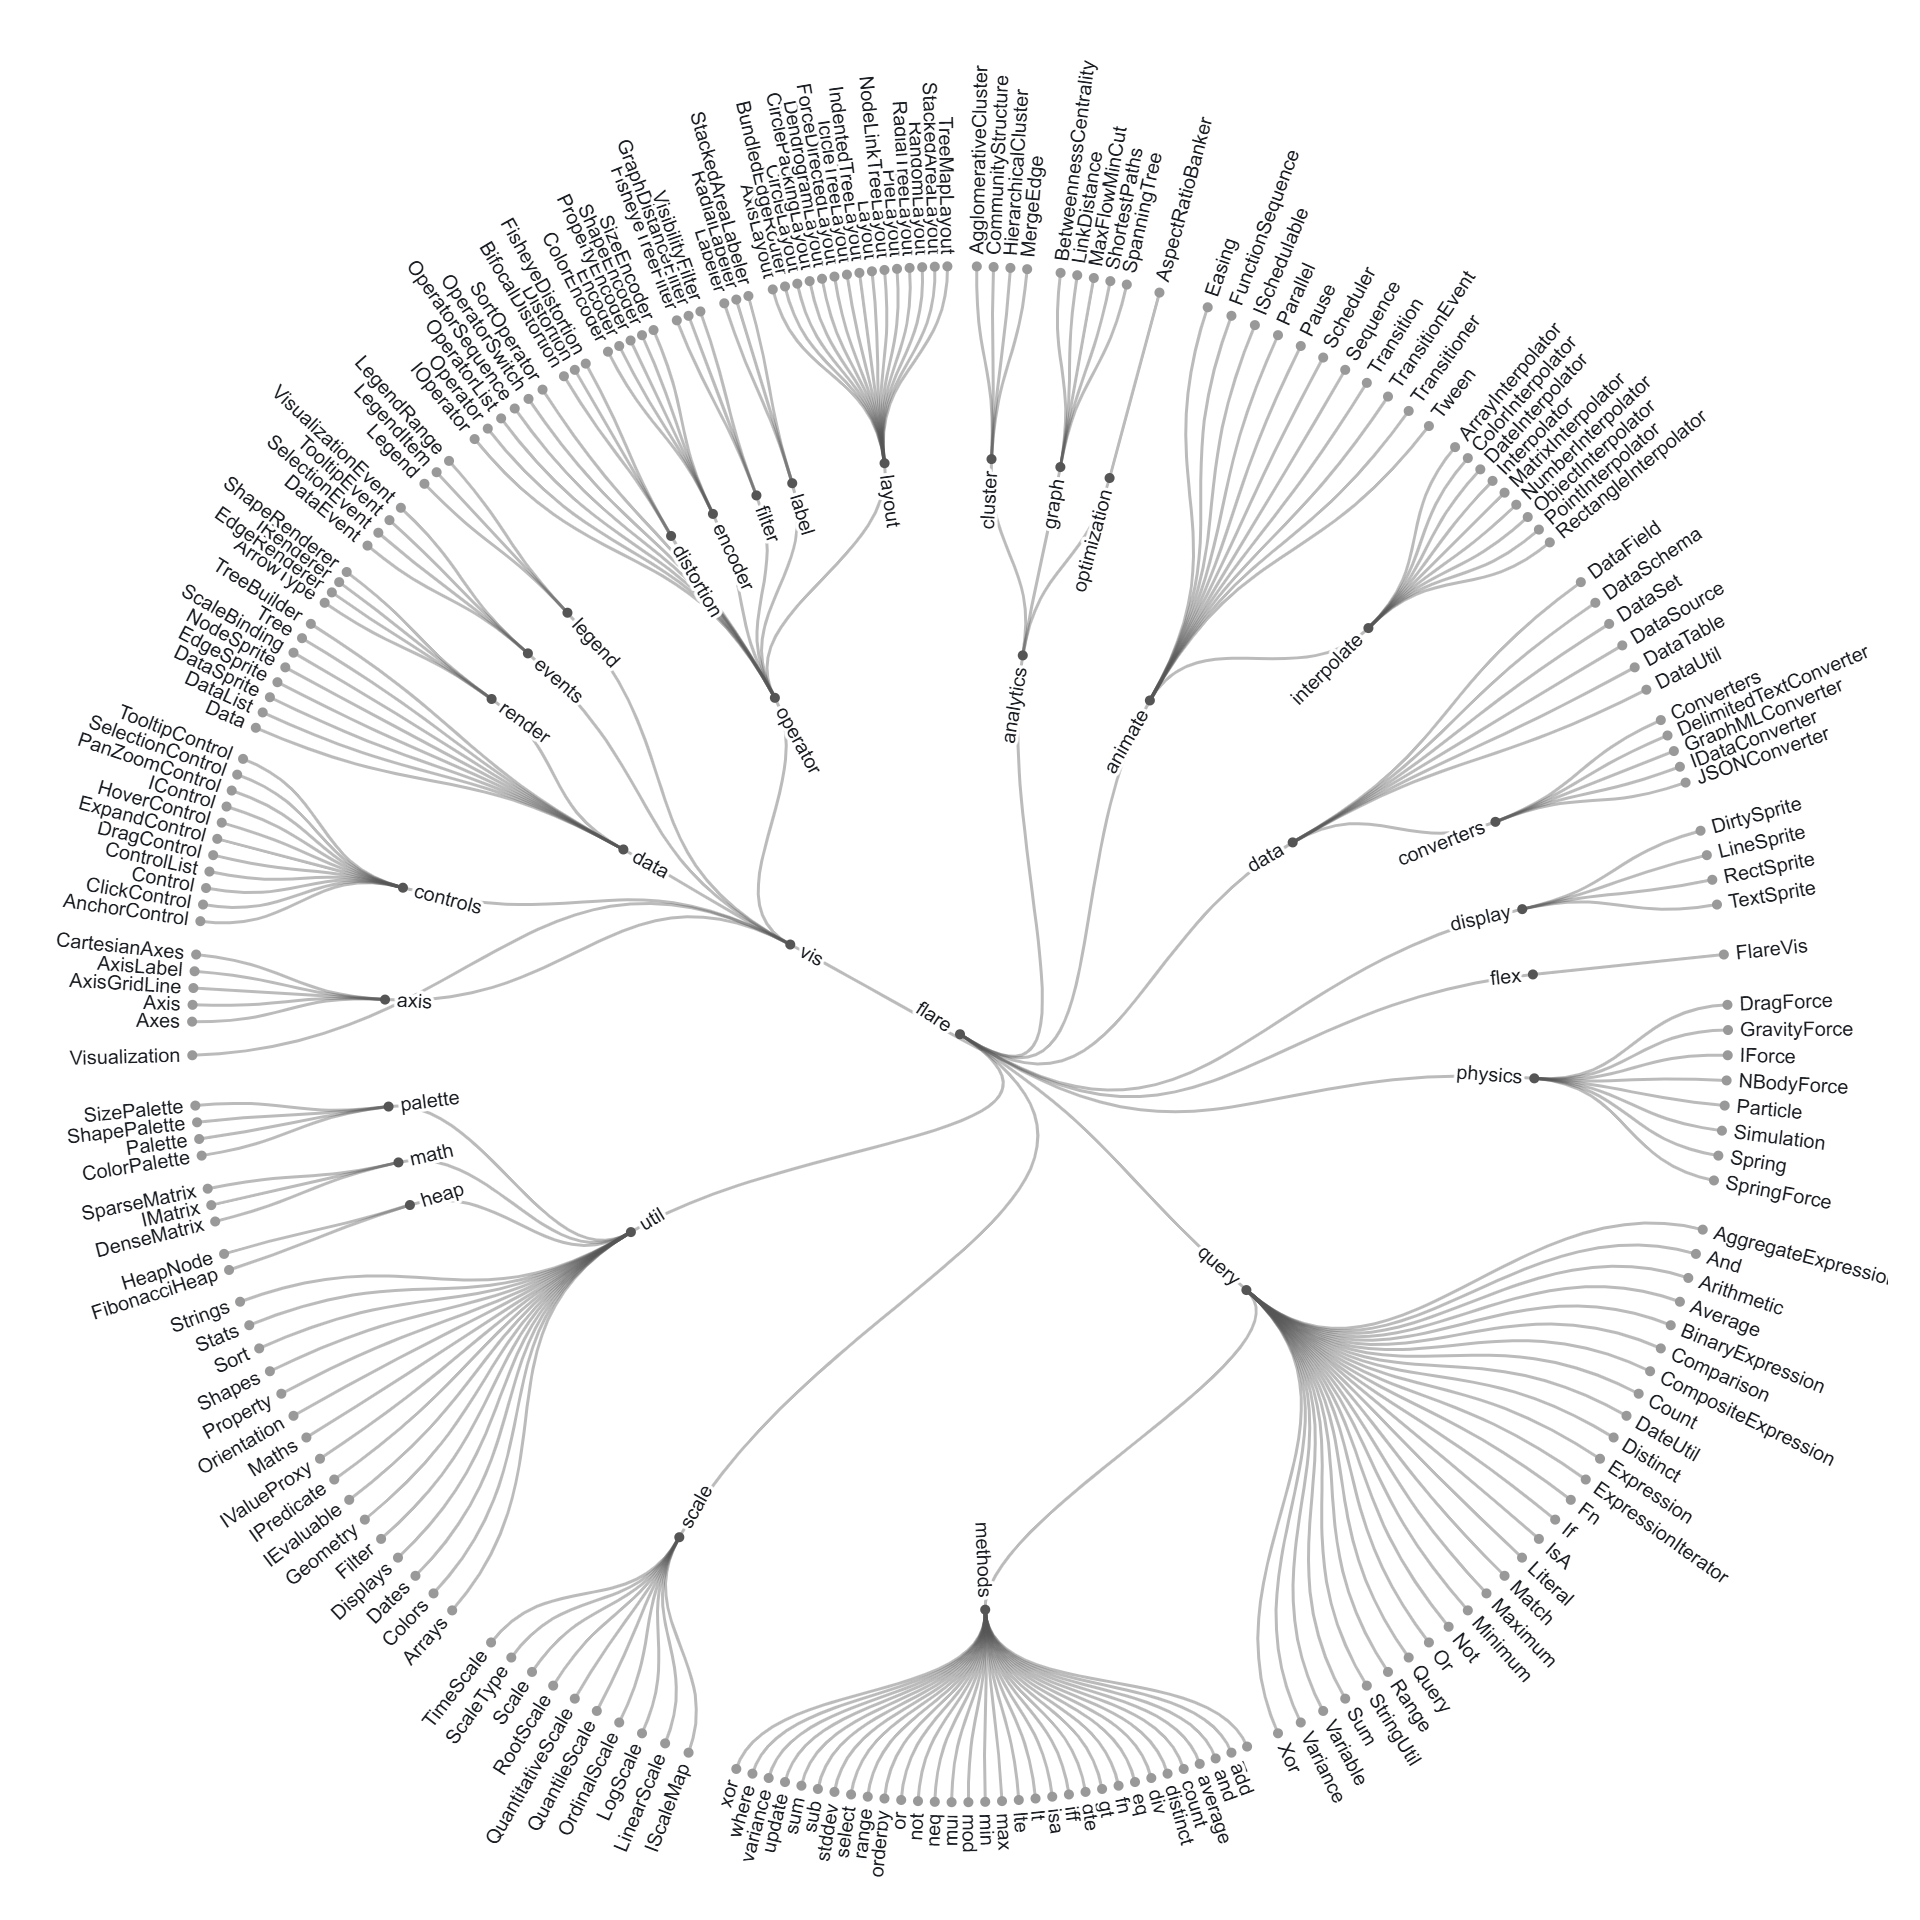 flare
analytics
cluster
AgglomerativeCluster
CommunityStructure
HierarchicalCluster
MergeEdge
graph
BetweennessCentrality
LinkDistance
MaxFlowMinCut
ShortestPaths
SpanningTree
optimization
AspectRatioBanker
animate
Easing
FunctionSequence
ISchedulable
Parallel
Pause
Scheduler
Sequence
Transition
TransitionEvent
Transitioner
Tween
interpolate
ArrayInterpolator
ColorInterpolator
DateInterpolator
Interpolator
MatrixInterpolator
NumberInterpolator
ObjectInterpolator
PointInterpolator
RectangleInterpolator
data
DataField
DataSchema
DataSet
DataSource
DataTable
DataUtil
converters
Converters
DelimitedTextConverter
GraphMLConverter
IDataConverter
JSONConverter
display
DirtySprite
LineSprite
RectSprite
TextSprite
flex
FlareVis
physics
DragForce
GravityForce
IForce
NBodyForce
Particle
Simulation
Spring
SpringForce
query
AggregateExpressio
And
Arithmetic
Average
BinaryExpression
Comparison
CompositeExpression
Count
DateUtil
Distinct
Expression
ExpressionIterator
Fn
If
IsA
Literal
Match
Maximum
Minimum
Not
Or
Query
Range
StringUtil
Sum
Variable
Variance
Xor
methods
add
and
average
count
distinct
div
eq
fn
gt
gte
iff
isa
lt
lte
max
min
mod
mul
neq
not
or
orderby
range
select
stddev
sub
sum
update
variance
where
xor
scale
IScaleMap
LinearScale
LogScale
OrdinalScale
QuantileScale
QuantitativeScale
RootScale
Scale
ScaleType
TimeScale
util
Arrays
Colors
Dates
Displays
Filter
Geometry
IEvaluable
IPredicate
IValueProxy
Maths
Orientation
Property
Shapes
Sort
Stats
Strings
heap
FibonacciHeap
HeapNode
math
DenseMatrix
IMatrix
SparseMatrix
palette
ColorPalette
Palette
ShapePalette
SizePalette
vis
Visualization
axis
Axes
Axis
AxisGridLine
AxisLabel
CartesianAxes
controls
AnchorControl
ClickControl
Control
ControlList
DragControl
ExpandControl
HoverControl
IControl
PanZoomControl
SelectionControl
TooltipControl
data
Data
DataList
DataSprite
EdgeSprite
NodeSprite
ScaleBinding
Tree
TreeBuilder
render
ArrowType
EdgeRenderer
IRenderer
ShapeRenderer
events
DataEvent
SelectionEvent
TooltipEvent
VisualizationEvent
legend
Legend
LegendItem
LegendRange
operator
IOperator
Operator
OperatorList
OperatorSequence
OperatorSwitch
SortOperator
distortion
BifocalDistortion
Distortion
FisheyeDistortion
encoder
ColorEncoder
Encoder
PropertyEncoder
ShapeEncoder
SizeEncoder
filter
FisheyeTreeFilter
GraphDistanceFilter
VisibilityFilter
label
Labeler
RadialLabeler
StackedAreaLabeler
layout
AxisLayout
BundledEdgeRouter
CircleLayout
CirclePackingLayout
DendrogramLayout
ForceDirectedLayout
IcicleTreeLayout
IndentedTreeLayout
Layout
NodeLinkTreeLayout
PieLayout
RadialTreeLayout
RandomLayout
StackedAreaLayout
TreeMapLayout